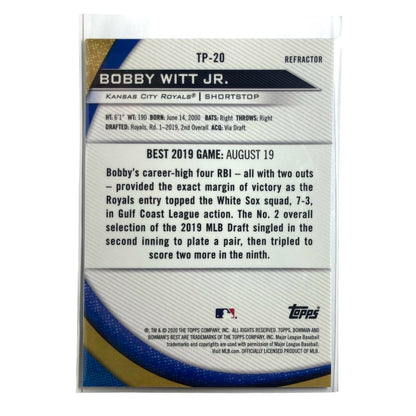 TP-20
REFRACTOR
BOBBY WITT JR.
KANSAS CITY ROYALS® | SHORTSTOP
HT: 6'1" WT: 190 BORN: June 14, 2000 BATS: Right THROWS: Right
DRAFTED: Royals, Rd. 1–2019, 2nd Overall ACQ: Via Draft
BEST 2019 GAME: AUGUST 19
Bobby's career-high four RBI – all with two outs
– provided the exact margin of victory as the
Royals entry topped the White Sox squad, 7-3,
in Gulf Coast League action. The No. 2 overall
selection of the 2019 MLB Draft singled in the
second inning to plate a pair, then tripled to
score two more in the ninth.
Topps
®, TM & © 2020 THE TOPPS COMPANY, INC. ALL RIGHTS RESERVED. TOPPS, BOWMAN AND
BOWMAN'S BEST ARE TRADEMARKS OF THE TOPPS COMPANY, INC. Major League Baseball
trademarks and copyrights are used with permission of Major League Baseball.
Visit MLB.com. OFFICIALLY LICENSED PRODUCT OF MLB.